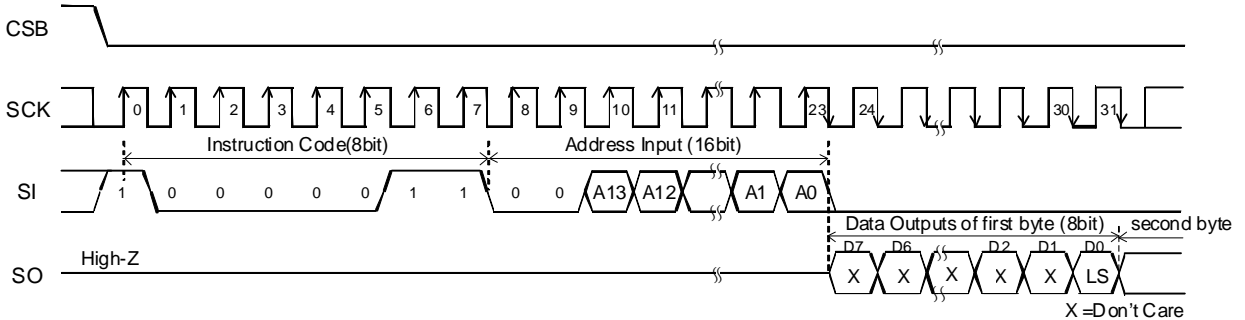 CSB
SCK 0 1 2 3 4 5 6 7 8 9 10 11 23 24 30 31
Instruction Code(8bit) Address Input (16bit)
SI 1 0 0 0 0 0 1 1 0 0 A13 A12 A1 A0
Data Outputs of first byte (8bit) second byte
High-Z D7 D6 D2 D1 D0
SO X X X X X LS
X =Don't Care